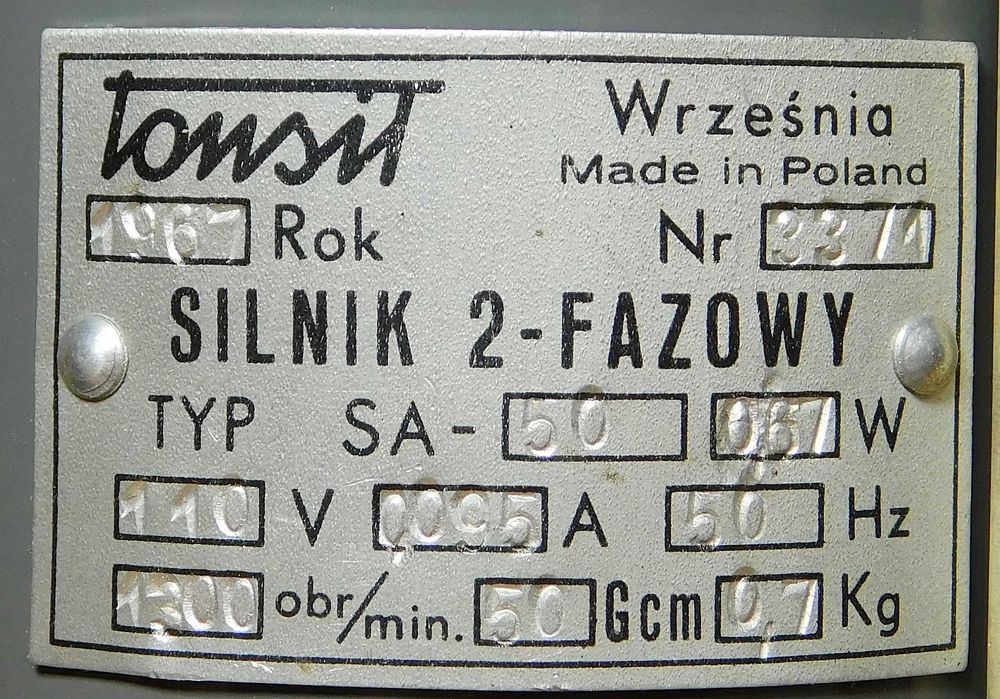 Tonsil
Września
Made in Poland
1967 Rok Nr 3371
SILNIK 2-FAZOWY
TYP SA- 50 067 W
110 V 0095 A 50 Hz
1300 obr/min. 50 Gcm 0,7 Kg